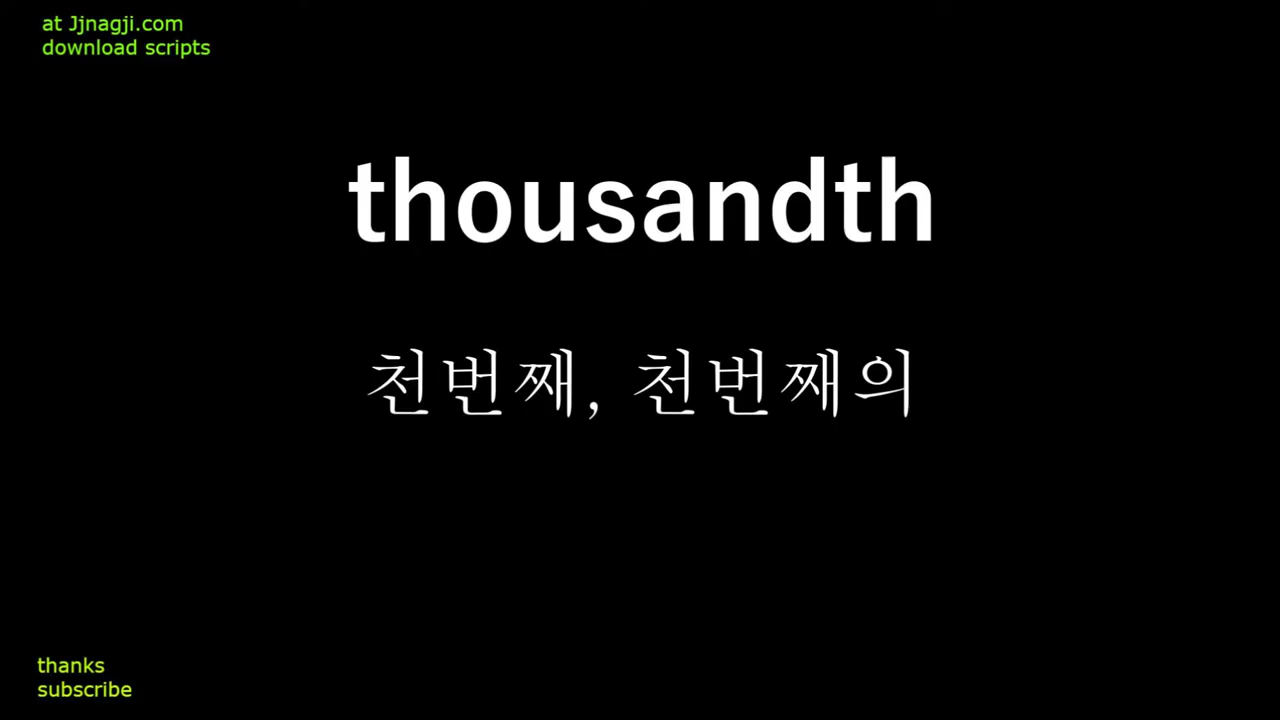 at Jjnagji.com
download scripts
thousandth
천번째, 천번째의
thanks
subscribe